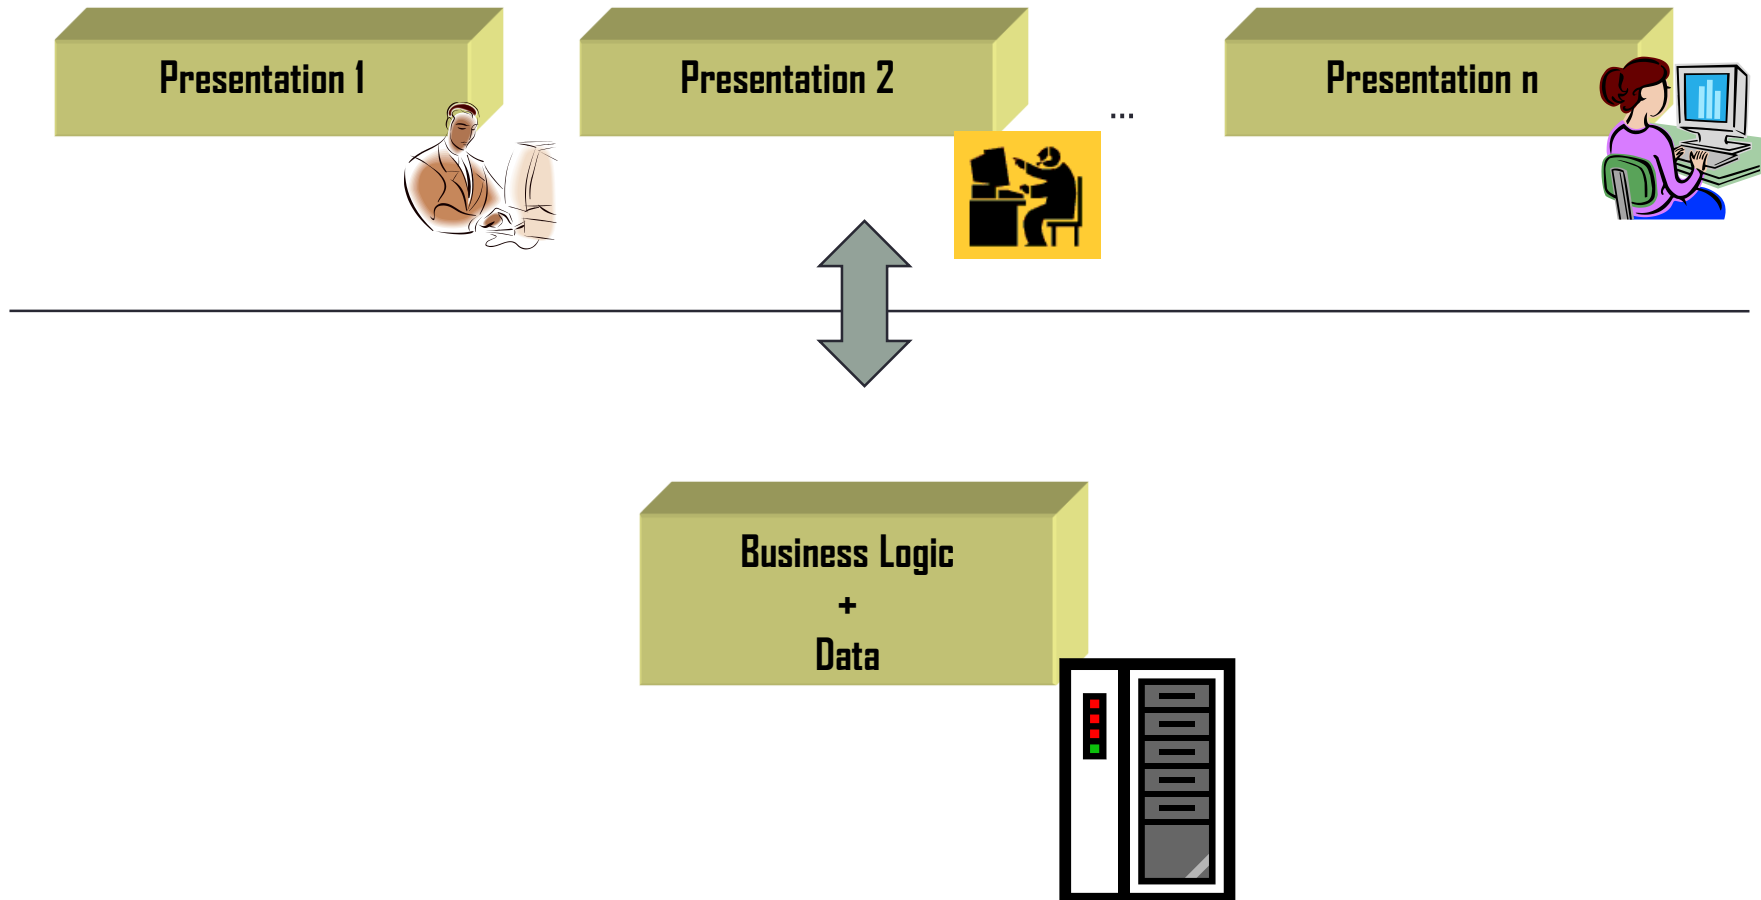 Presentation 1
Presentation 2
...
Presentation n
Business Logic
+
Data